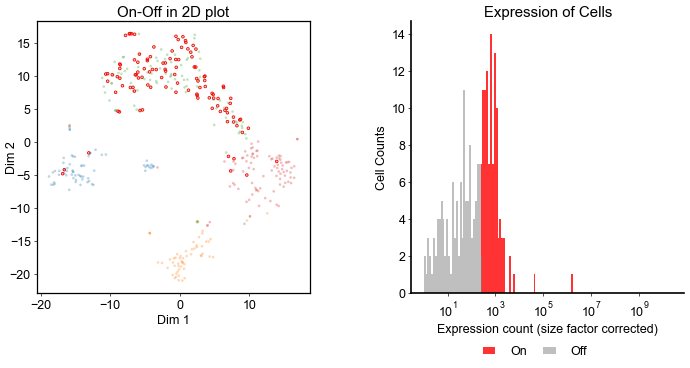 On-Off in 2D plot
15
10
5
0
−5
−10
−15
−20
Dim 2
−20 −10 0 10
Dim 1
Expression of Cells
14
12
10
8
6
4
2
0
Cell Counts
10^1 10^3 10^5 10^7 10^9
Expression count (size factor corrected)
On Off